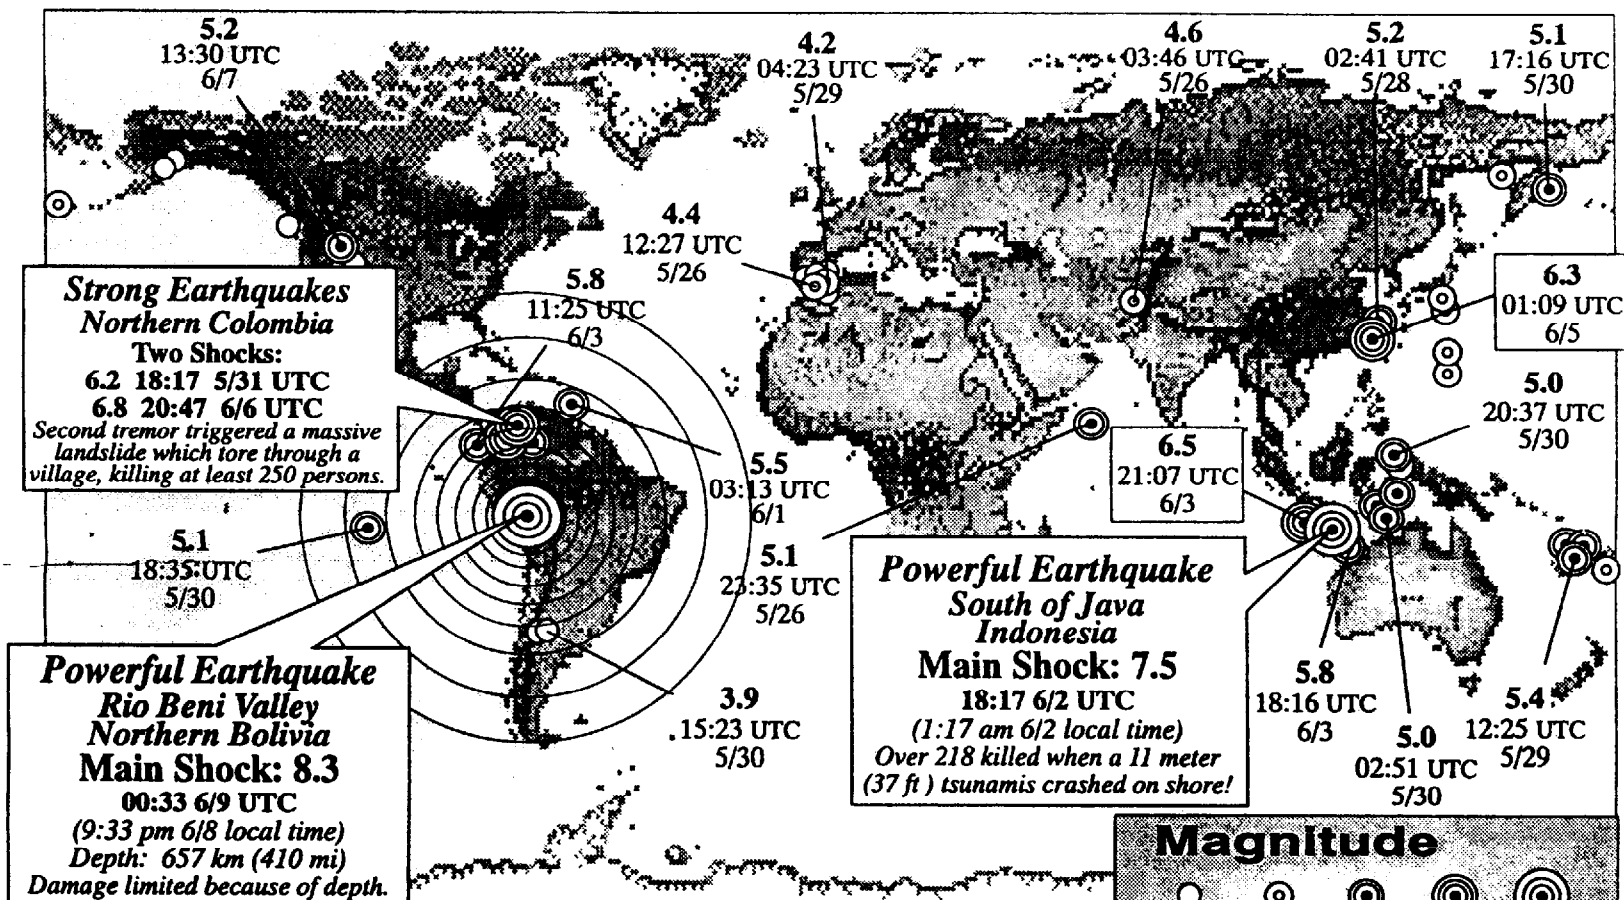 5.2
13:30 UTC
6/7
4.2
04:23 UTC
5/29
4.6
03:46 UTC
5/26
5.2
02:41 UTC
5/28
5.1
17:16 UTC
5/30
4.4
12:27 UTC
5/26
5.8
11:25 UTC
6/3
6.3
01:09 UTC
6/5
Strong Earthquakes
Northern Colombia
Two Shocks:
6.2 18:17 5/31 UTC
6.8 20:47 6/6 UTC
Second tremor triggered a massive
landslide which tore through a
village, killing at least 250 persons.
5.0
20:37 UTC
5/30
6.5
21:07 UTC
6/3
5.5
03:13 UTC
6/1
5.1
18:35 UTC
5/30
5.1
23:35 UTC
5/26
Powerful Earthquake
South of Java
Indonesia
Main Shock: 7.5
18:17 6/2 UTC
(1:17 am 6/2 local time)
Over 218 killed when a 11 meter
(37 ft ) tsunamis crashed on shore!
Powerful Earthquake
Rio Beni Valley
Northern Bolivia
Main Shock: 8.3
00:33 6/9 UTC
(9:33 pm 6/8 local time)
Depth: 657 km (410 mi)
Damage limited because of depth.
3.9
15:23 UTC
5/30
5.8
18:16 UTC
6/3
5.0
02:51 UTC
5/30
5.4
12:25 UTC
5/29
Magnitude